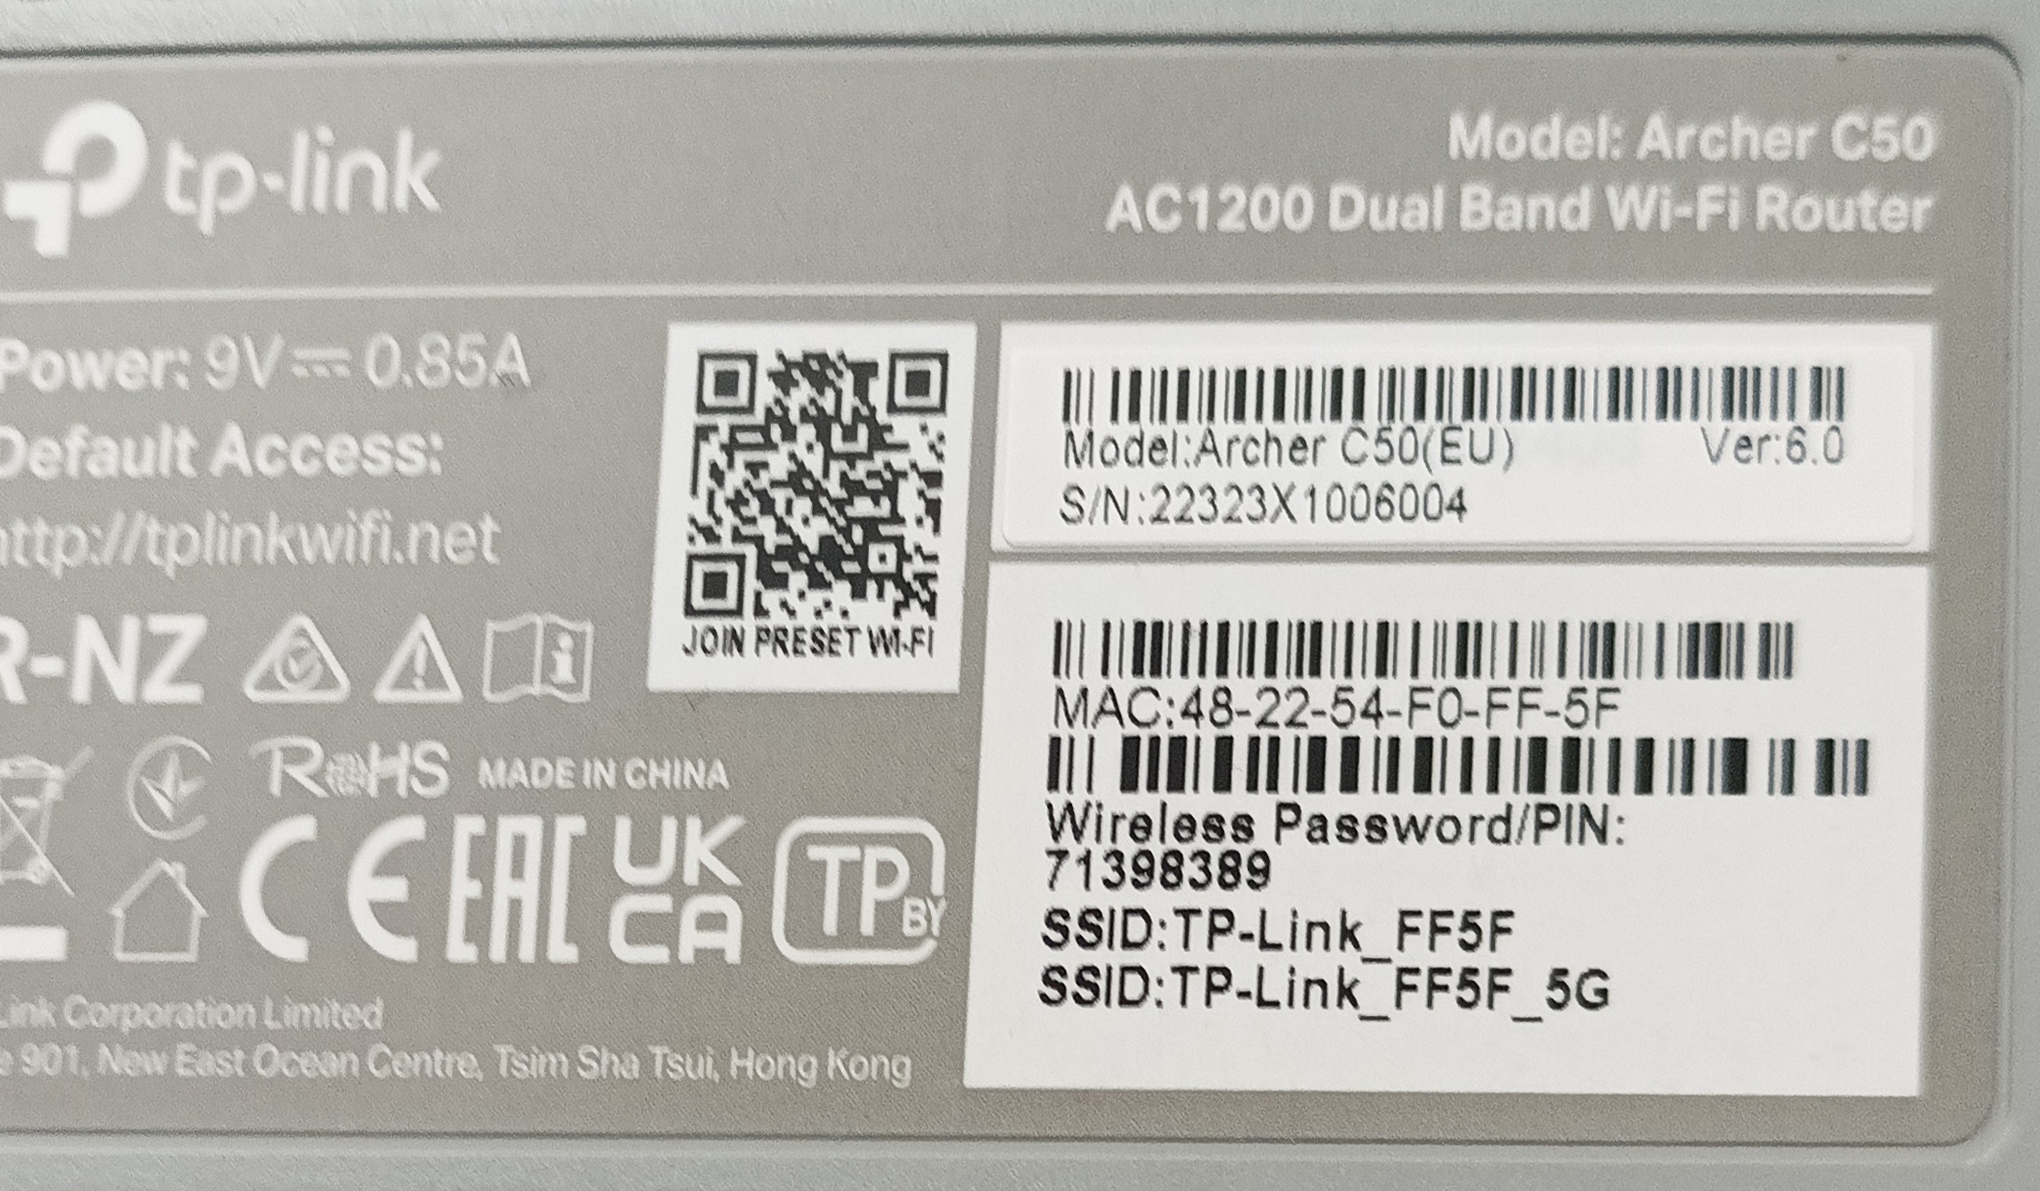 tp-link
Model: Archer C50
AC1200 Dual Band Wi-Fi Router
Power: 9V⎓0.85A
Default Access:
http://tplinkwifi.net
R-NZ
JOIN PRESET WI-FI
Model:Archer C50(EU) Ver:6.0
S/N:22323X1006004
MAC:48-22-54-F0-FF-5F
Wireless Password/PIN:
71398389
SSID:TP-Link_FF5F
SSID:TP-Link_FF5F_5G
RoHS MADE IN CHINA
CE EAC UK
CA TP BY
Link Corporation Limited
901, New East Ocean Centre, Tsim Sha Tsui, Hong Kong